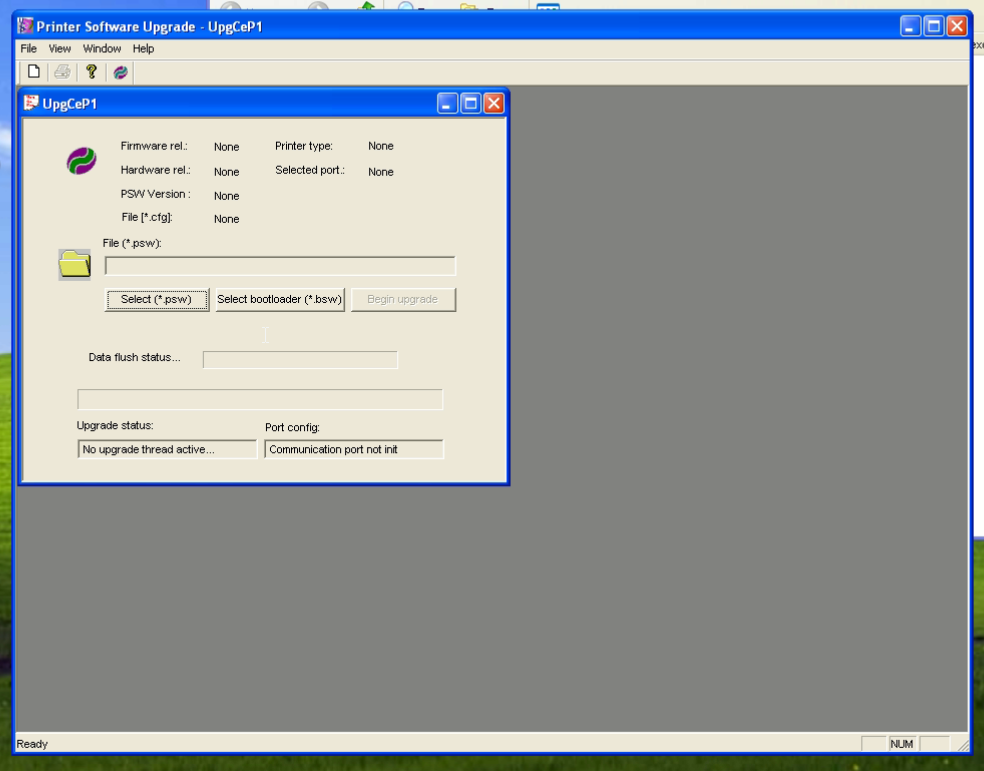 Printer Software Upgrade - UpgCeP1
File View Window Help
UpgCeP1
Firmware rel.: None Printer type: None
Hardware rel.: None Selected port.: None
PSW Version : None
File [*.cfg]: None
File (*.psw):
Select (*.psw) Select bootloader (*.bsw) Begin upgrade
Data flush status...
Upgrade status: Port config:
No upgrade thread active... Communication port not init
Ready NUM